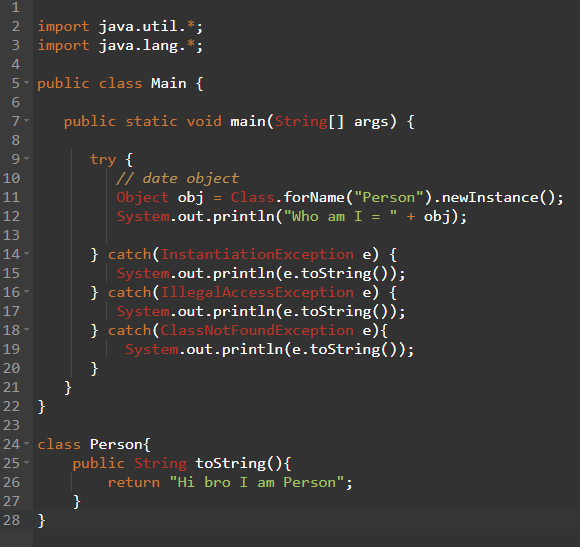 1
2 import java.util.*;
3 import java.lang.*;
4
5 public class Main {
6
7 public static void main(String[] args) {
8
9 try {
10 // date object
11 Object obj = Class.forName("Person").newInstance();
12 System.out.println("Who am I = " + obj);
13
14 } catch(InstantiationException e) {
15 System.out.println(e.toString());
16 } catch(IllegalAccessException e) {
17 System.out.println(e.toString());
18 } catch(ClassNotFoundException e){
19 System.out.println(e.toString());
20 }
21 }
22 }
23
24 class Person{
25 public String toString(){
26 return "Hi bro I am Person";
27 }
28 }